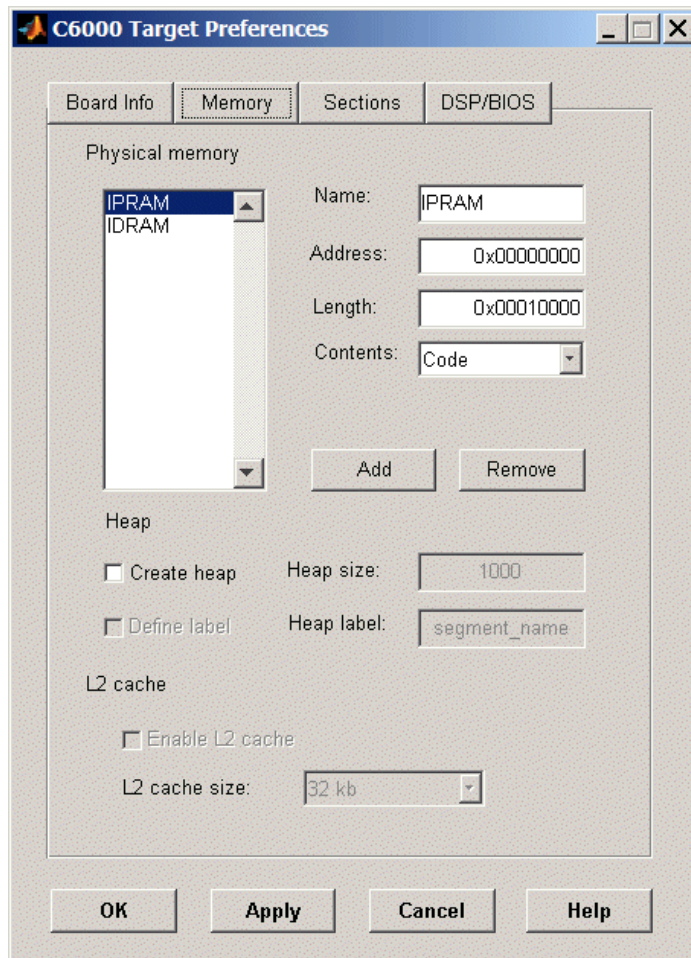 C6000 Target Preferences
Board Info Memory Sections DSP/BIOS
Physical memory
IPRAM
IDRAM
Name: IPRAM
Address: 0x00000000
Length: 0x00010000
Contents: Code
Add Remove
Heap
Create heap Heap size: 1000
Define label Heap label: segment_name
L2 cache
Enable L2 cache
L2 cache size: 32 kb
OK Apply Cancel Help